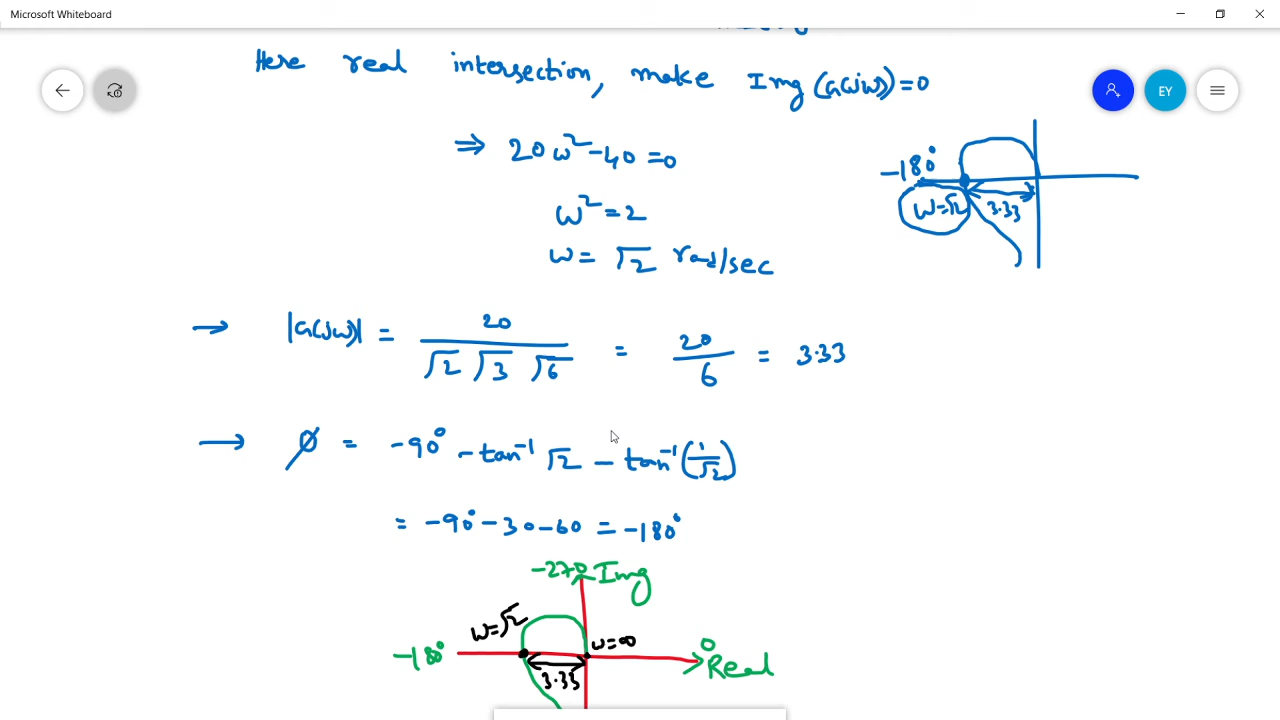 Microsoft Whiteboard
EY
Here real intersection, make Img (G(jω))=0
⇒ 20ω²-40=0
ω²=2
ω= √2 rad/sec
-180°
ω=√2
3.33
→ |G(jω)| = 20 / √2 √3 √6 = 20/6 = 3.33
→ ϕ = -90° - tan⁻¹ √2 - tan⁻¹(1/√2)
= -90° - 30 - 60 = -180°
-270 Img
ω=√2
ω=∞
-180°
0
Real
3.33